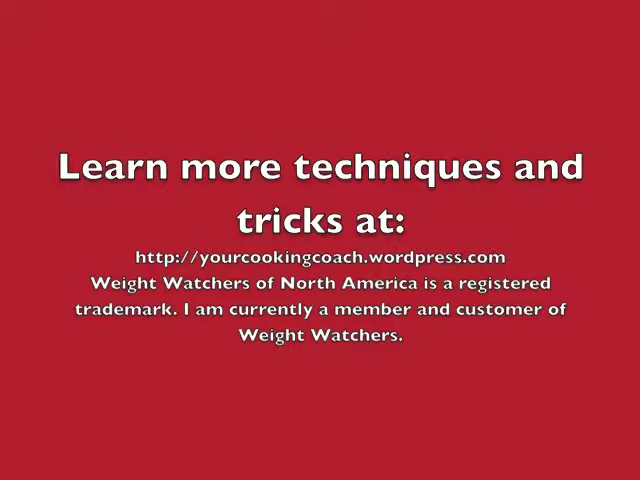 Learn more techniques and
tricks at:
http://yourcookingcoach.wordpress.com
Weight Watchers of North America is a registered
trademark. I am currently a member and customer of
Weight Watchers.